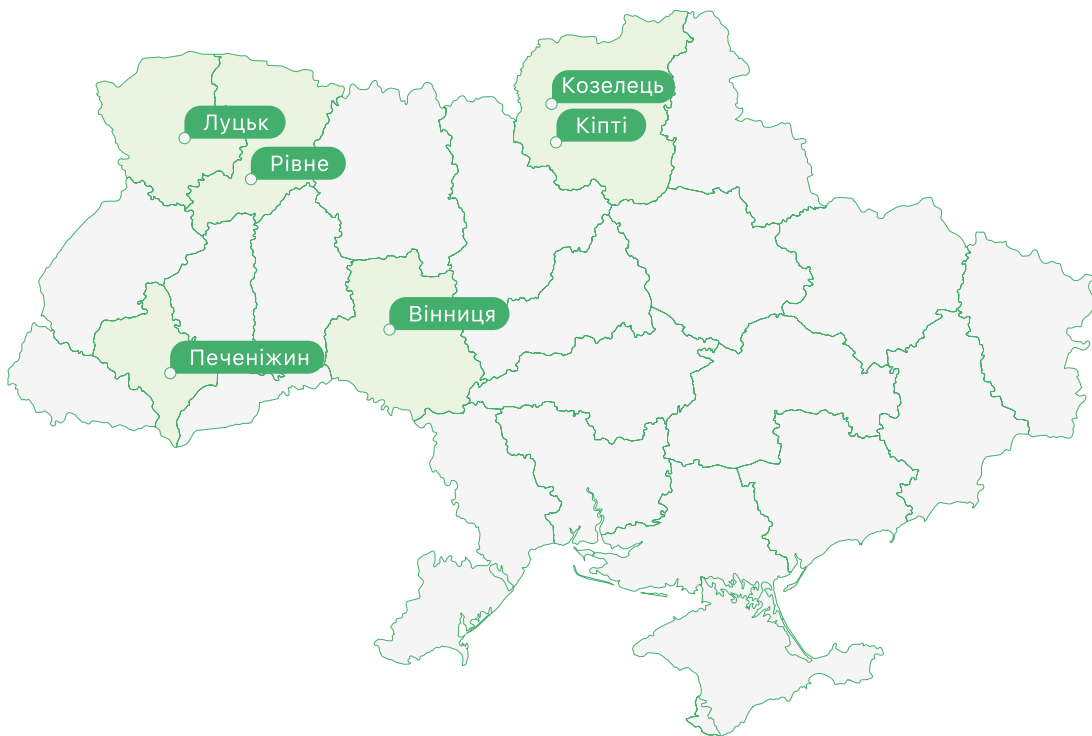 Козелець
Луцьк
Кіпті
Рівне
Вінниця
Печеніжин